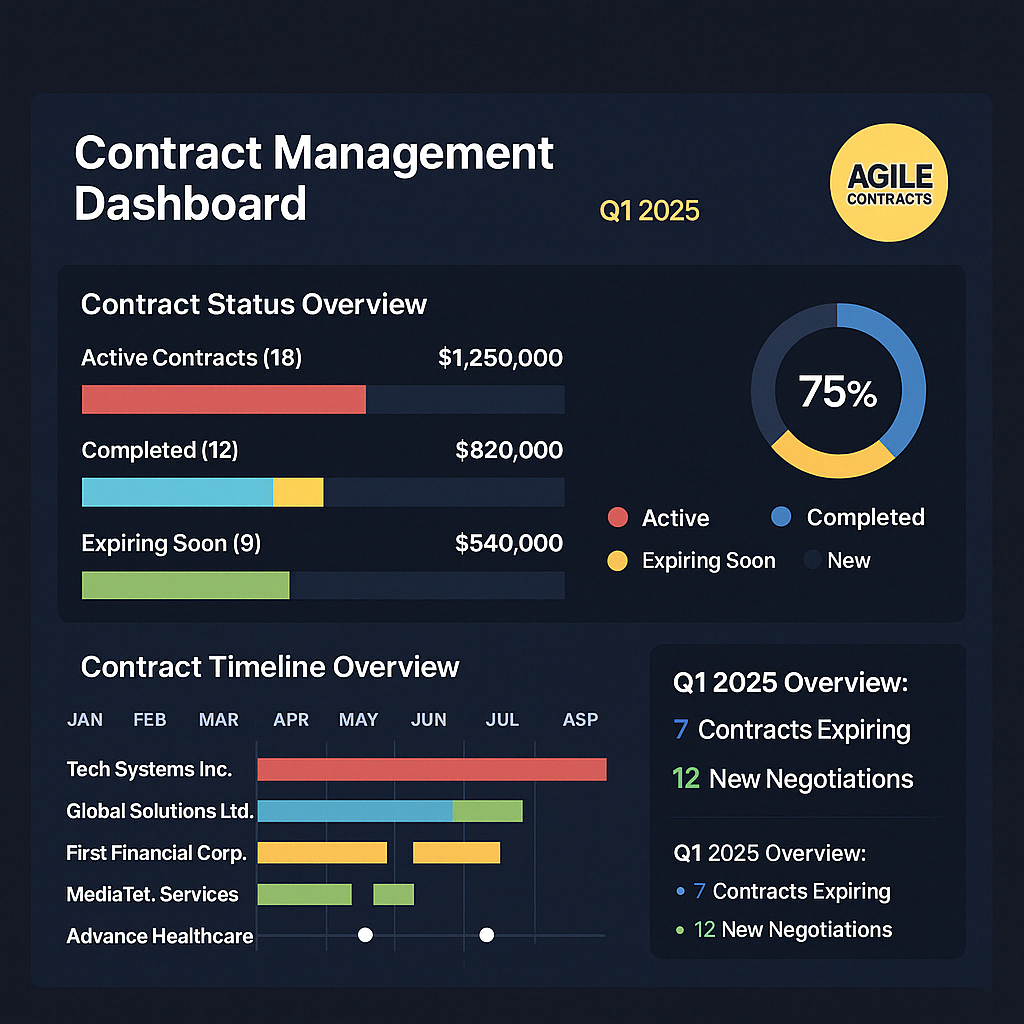 Contract Management
Dashboard
Q1 2025
AGILE
CONTRACTS
Contract Status Overview
Active Contracts (18) $1,250,000
Completed (12) $820,000
Expiring Soon (9) $540,000
75%
Active
Completed
Expiring Soon
New
Contract Timeline Overview
JAN FEB MAR APR MAY JUN JUL ASP
Tech Systems Inc.
Global Solutions Ltd.
First Financial Corp.
MediaTet. Services
Advance Healthcare
Q1 2025 Overview:
7 Contracts Expiring
12 New Negotiations
Q1 2025 Overview:
• 7 Contracts Expiring
• 12 New Negotiations